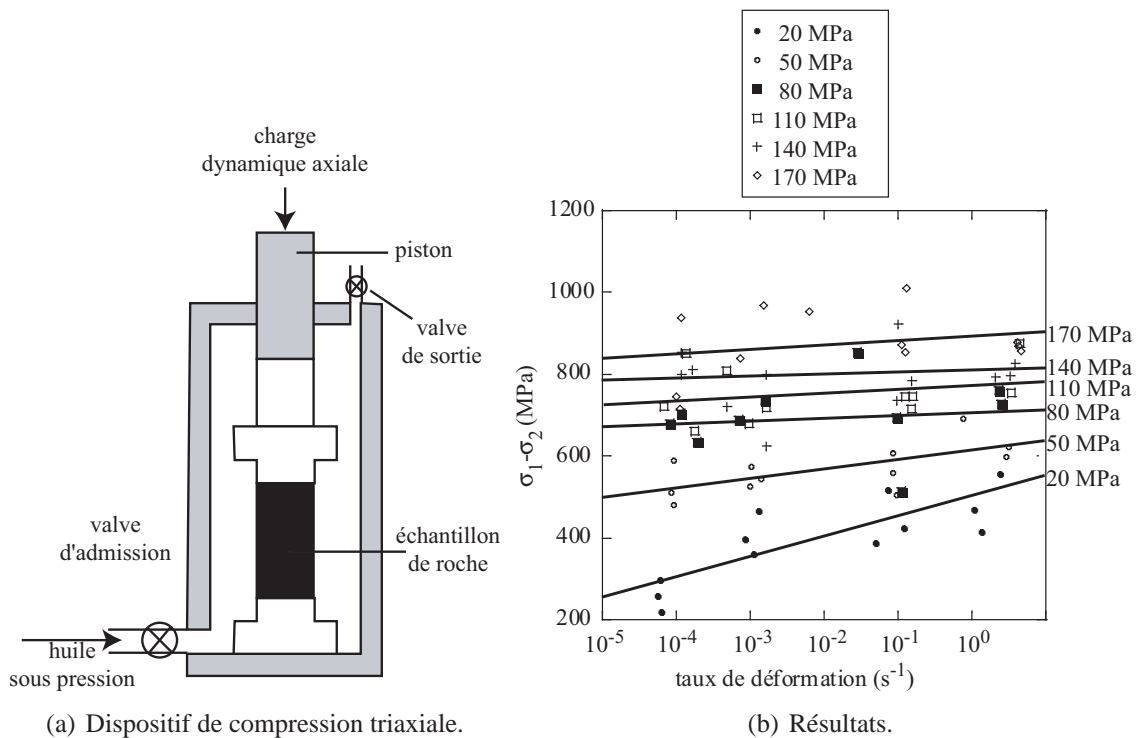 charge
dynamique axiale
piston
valve
de sortie
valve
d'admission
échantillon
de roche
huile
sous pression
(a) Dispositif de compression triaxiale.
20 MPa
50 MPa
80 MPa
110 MPa
140 MPa
170 MPa
1200
1000
800
600
400
200
σ1-σ2 (MPa)
170 MPa
140 MPa
110 MPa
80 MPa
50 MPa
20 MPa
10^-5 10^-4 10^-3 10^-2 10^-1 10^0
taux de déformation (s^-1)
(b) Résultats.